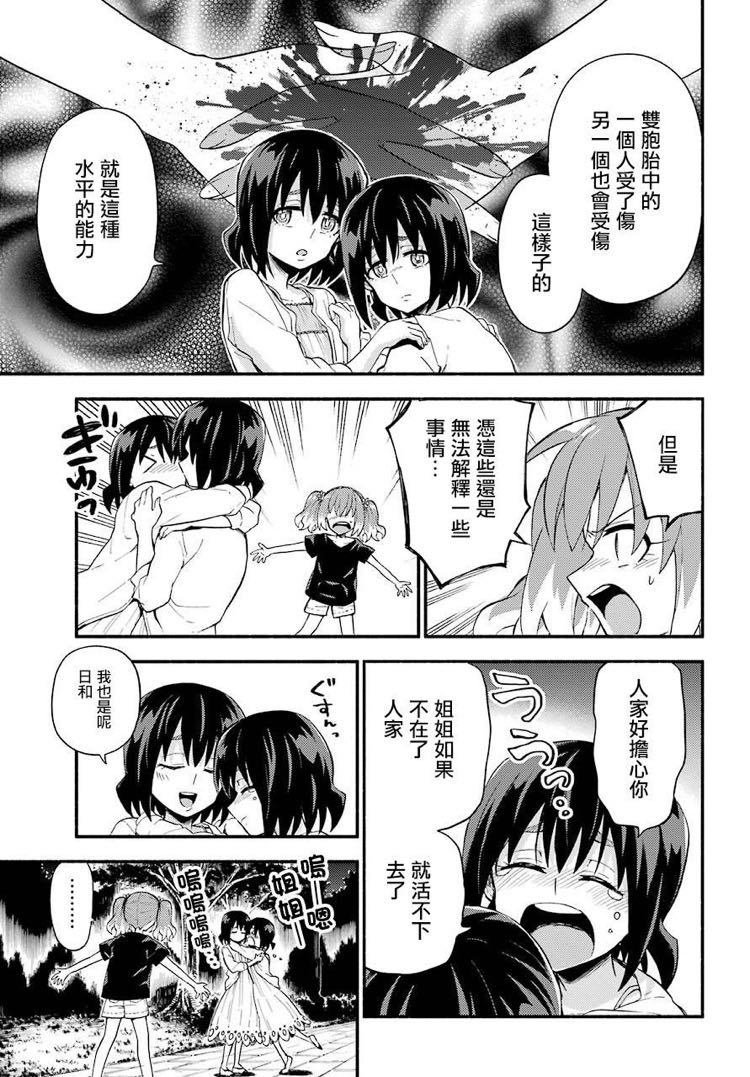 雙胞胎中的
一個人受了傷
另一個也會受傷
這樣子的
就是這種
水平的能力
但是
憑這些還是
無法解釋一些
事情…
ぎゅっ
人家好擔心你
姐姐如果
不在了
人家
就活不下
去了
うううっ…
ぐすんっ
我也是呢
日和
嗚嗯
姐姐
嗚嗚嗚嗚…
………